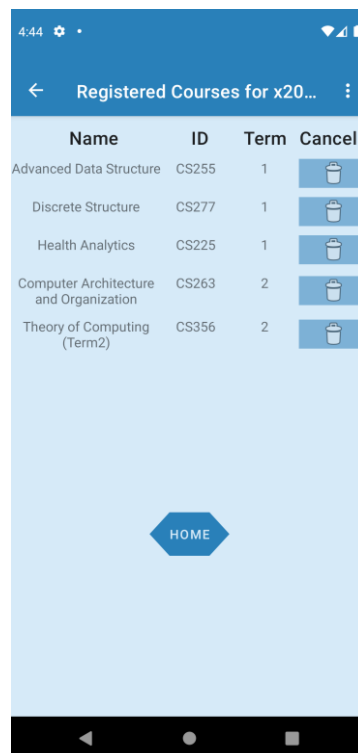 4:44
Registered Courses for x20...
Name ID Term Cancel
Advanced Data Structure CS255 1
Discrete Structure CS277 1
Health Analytics CS225 1
Computer Architecture CS263 2
and Organization
Theory of Computing CS356 2
(Term2)
HOME